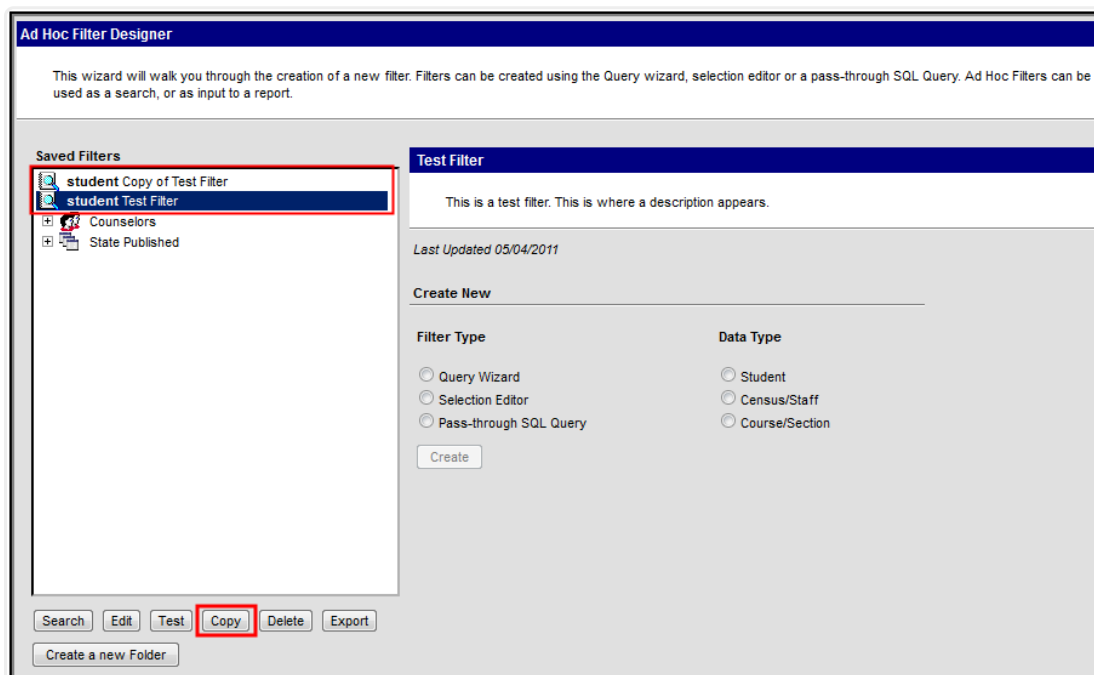 Ad Hoc Filter Designer
This wizard will walk you through the creation of a new filter. Filters can be created using the Query wizard, selection editor or a pass-through SQL Query. Ad Hoc Filters can be
used as a search, or as input to a report.
Saved Filters
student Copy of Test Filter
student Test Filter
Counselors
State Published
Search Edit Test Copy Delete Export
Create a new Folder
Test Filter
This is a test filter. This is where a description appears.
Last Updated 05/04/2011
Create New
Filter Type Data Type
Query Wizard Student
Selection Editor Census/Staff
Pass-through SQL Query Course/Section
Create